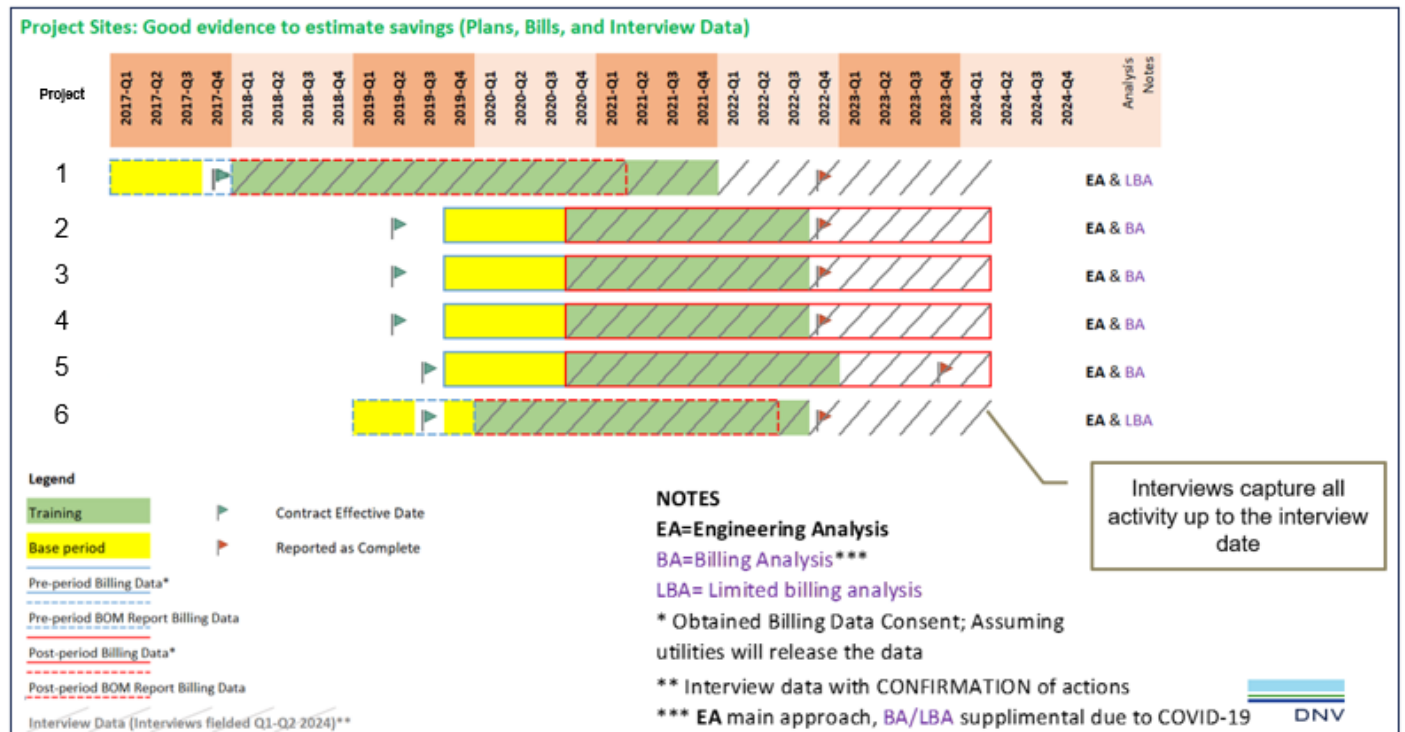 Project Sites: Good evidence to estimate savings (Plans, Bills, and Interview Data)
Project 2017-Q1 2017-Q2 2017-Q3 2017-Q4 2018-Q1 2018-Q2 2018-Q3 2018-Q4 2019-Q1 2019-Q2 2019-Q3 2019-Q4 2020-Q1 2020-Q2 2020-Q3 2020-Q4 2021-Q1 2021-Q2 2021-Q3 2021-Q4 2022-Q1 2022-Q2 2022-Q3 2022-Q4 2023-Q1 2023-Q2 2023-Q3 2023-Q4 2024-Q1 2024-Q2 2024-Q3 2024-Q4 Analysis Notes
1 EA & LBA
2 EA & BA
3 EA & BA
4 EA & BA
5 EA & BA
6 EA & LBA
Legend
Training
Contract Effective Date
Base period
Reported as Complete
Pre-period Billing Data*
Pre-period BOM Report Billing Data
Post-period Billing Data*
Post-period BOM Report Billing Data
Interview Data (Interviews fielded Q1-Q2 2024)**
NOTES
EA=Engineering Analysis
BA=Billing Analysis***
LBA= Limited billing analysis
* Obtained Billing Data Consent; Assuming
utilities will release the data
** Interview data with CONFIRMATION of actions
*** EA main approach, BA/LBA supplimental due to COVID-19
Interviews capture all
activity up to the interview
date
DNV